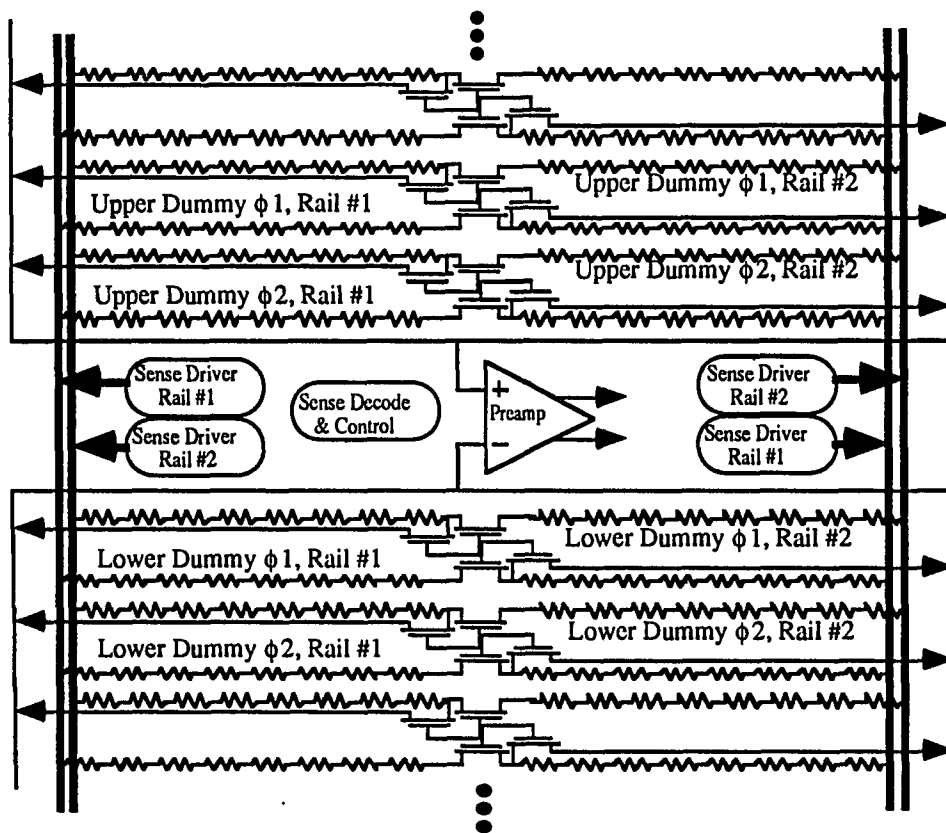 Upper Dummy ϕ1, Rail #1
Upper Dummy ϕ1, Rail #2
Upper Dummy ϕ2, Rail #1
Upper Dummy ϕ2, Rail #2
Sense Driver
Rail #1
Sense Driver
Rail #2
Sense Decode
& Control
+
Preamp
−
Sense Driver
Rail #2
Sense Driver
Rail #1
Lower Dummy ϕ1, Rail #1
Lower Dummy ϕ1, Rail #2
Lower Dummy ϕ2, Rail #1
Lower Dummy ϕ2, Rail #2